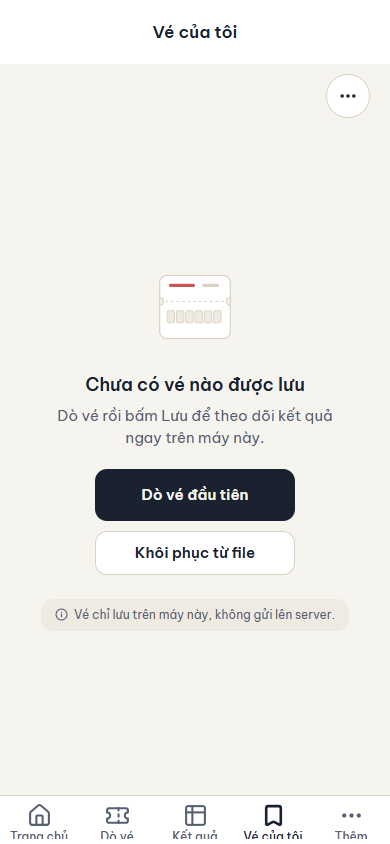 Vé của tôi
Chưa có vé nào được lưu
Dò vé rồi bấm Lưu để theo dõi kết quả
ngay trên máy này.
Dò vé đầu tiên
Khôi phục từ file
Vé chỉ lưu trên máy này, không gửi lên server.
Trang chủ
Dò vé
Kết quả
Vé của tôi
Thêm